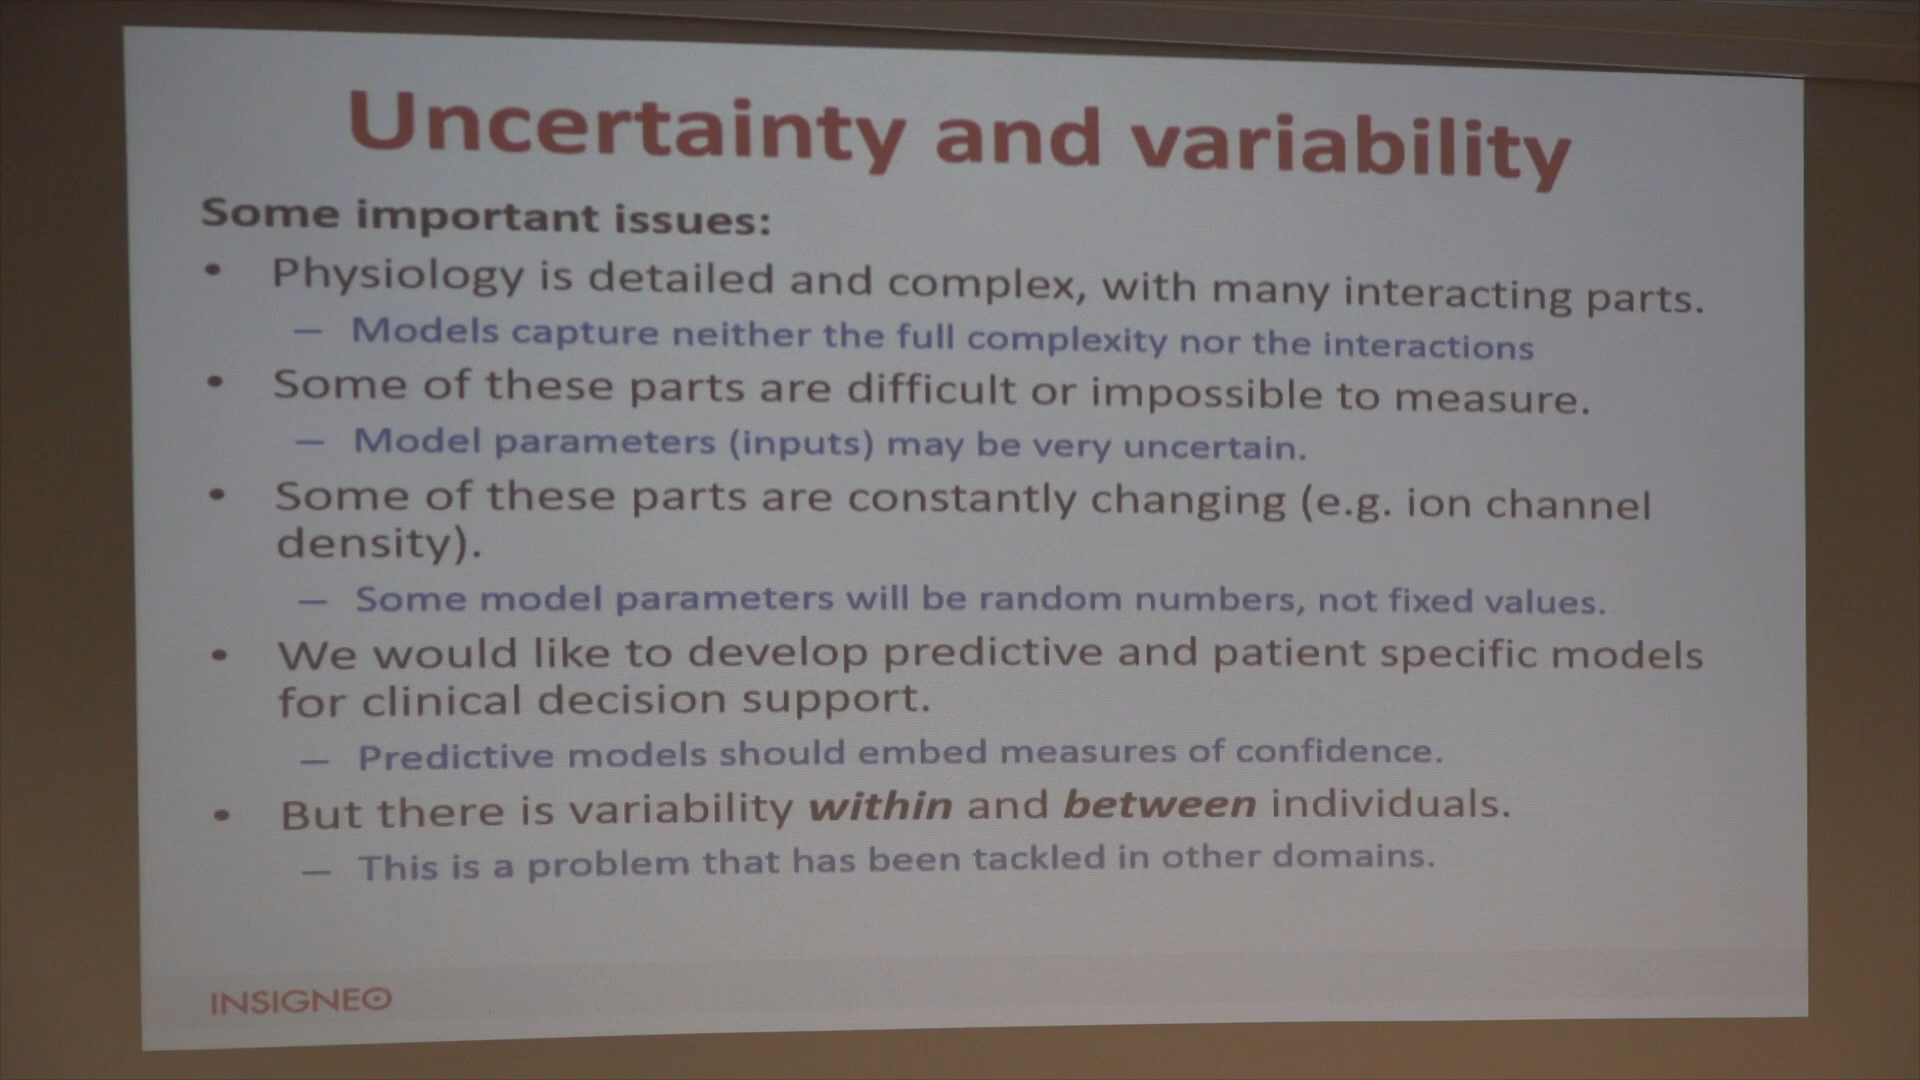 Uncertainty and variability
Some important issues:
• Physiology is detailed and complex, with many interacting parts.
– Models capture neither the full complexity nor the interactions
• Some of these parts are difficult or impossible to measure.
– Model parameters (inputs) may be very uncertain.
• Some of these parts are constantly changing (e.g. ion channel
density).
– Some model parameters will be random numbers, not fixed values.
• We would like to develop predictive and patient specific models
for clinical decision support.
– Predictive models should embed measures of confidence.
• But there is variability within and between individuals.
– This is a problem that has been tackled in other domains.
INSIGNEO